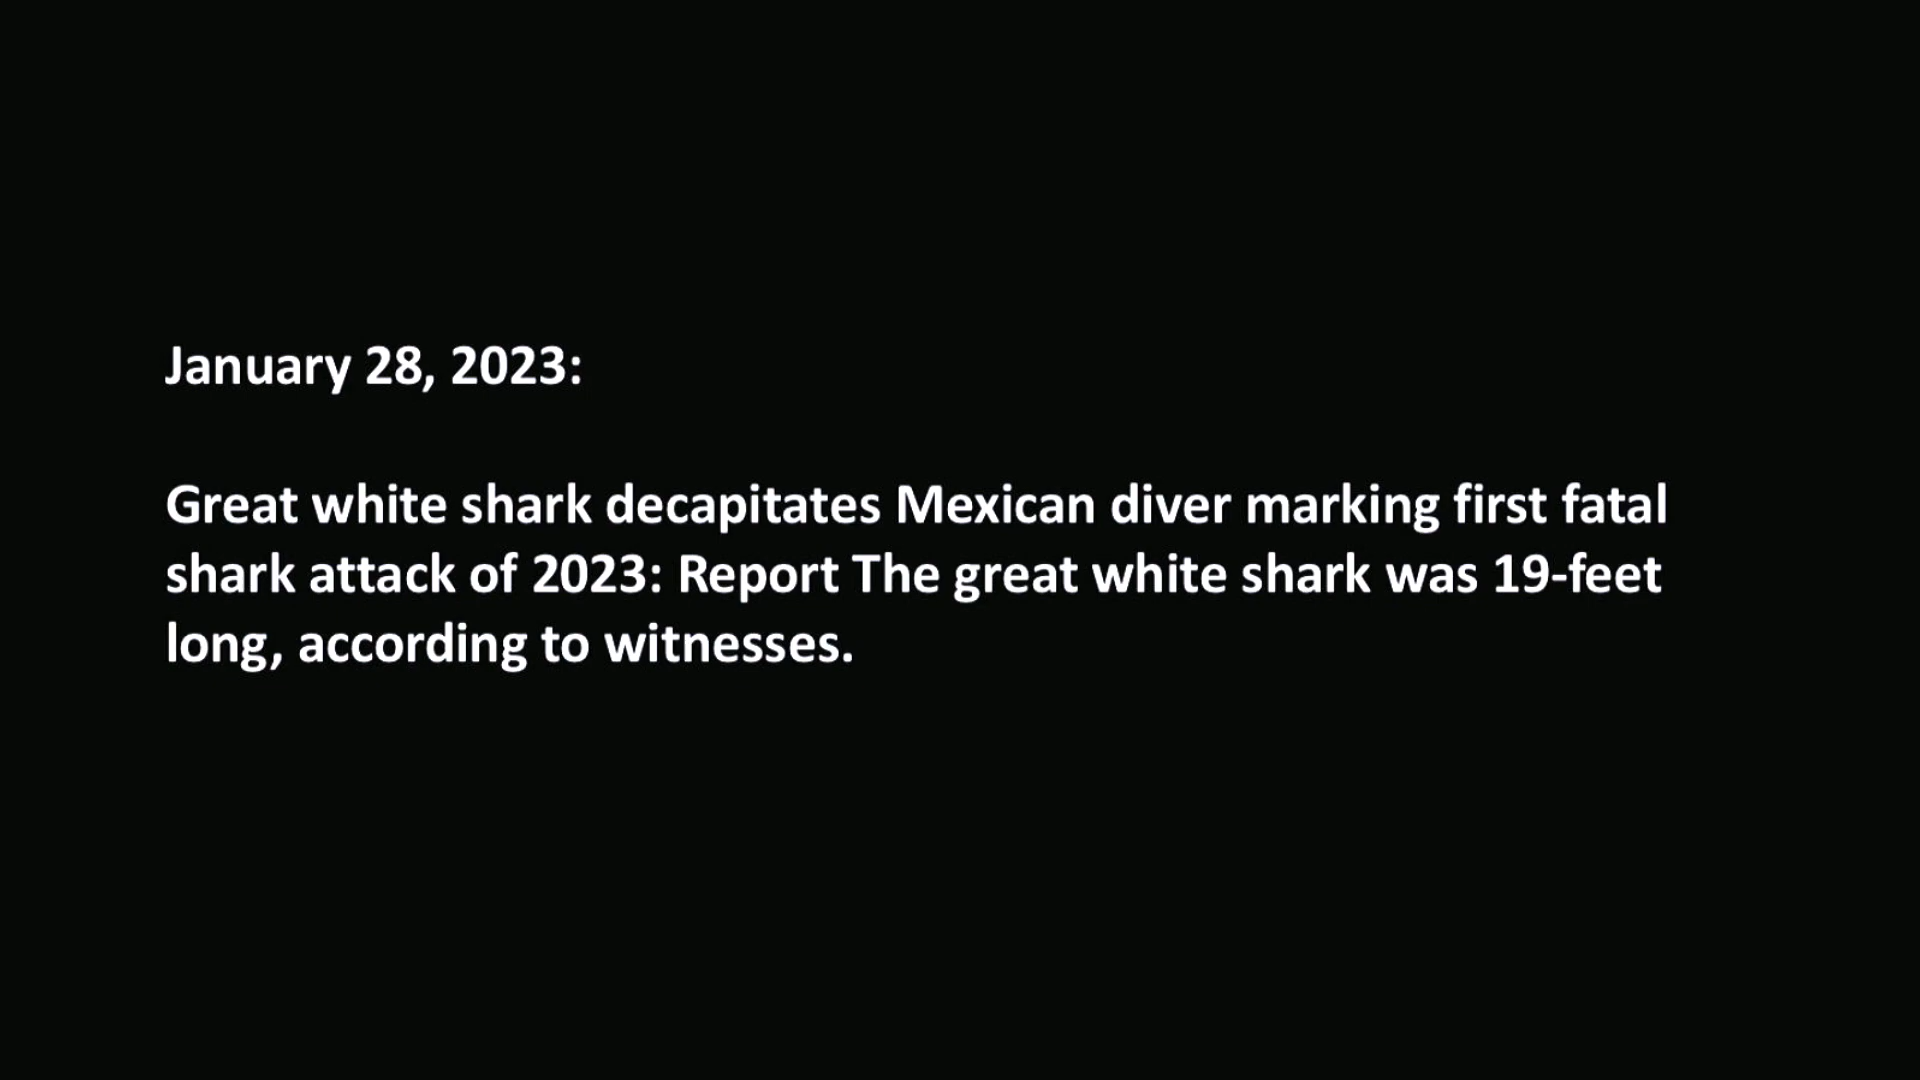 January 28, 2023:
Great white shark decapitates Mexican diver marking first fatal
shark attack of 2023: Report The great white shark was 19-feet
long, according to witnesses.